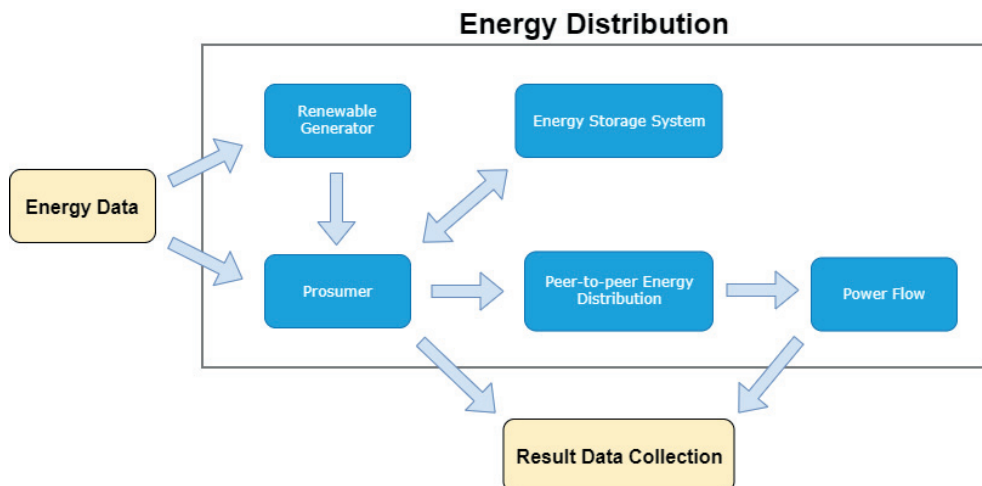 Energy Distribution
Renewable
Generator
Energy Storage System
Energy Data
Prosumer
Peer-to-peer Energy
Distribution
Power Flow
Result Data Collection